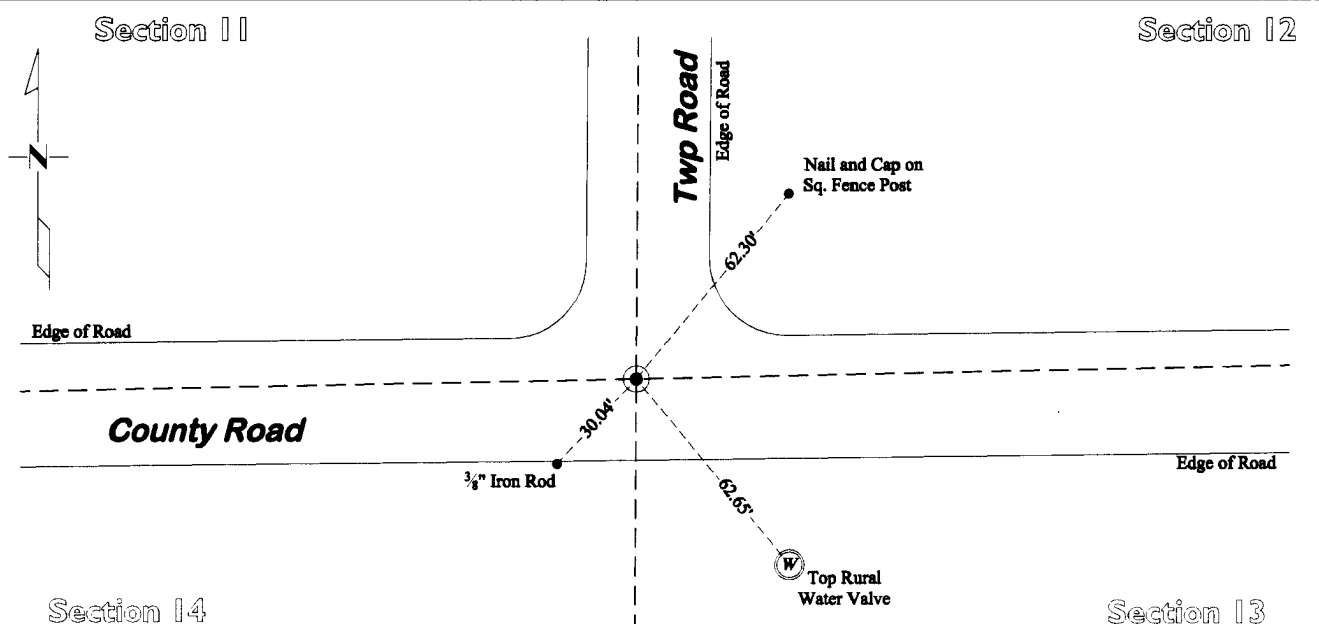 Section 11
Section 12
Twp Road
Edge of Road
N
Nail and Cap on
Sq. Fence Post
62.30'
Edge of Road
County Road
30.04'
⅜" Iron Rod
Edge of Road
62.65'
W
Top Rural
Water Valve
Section 14
Section 13